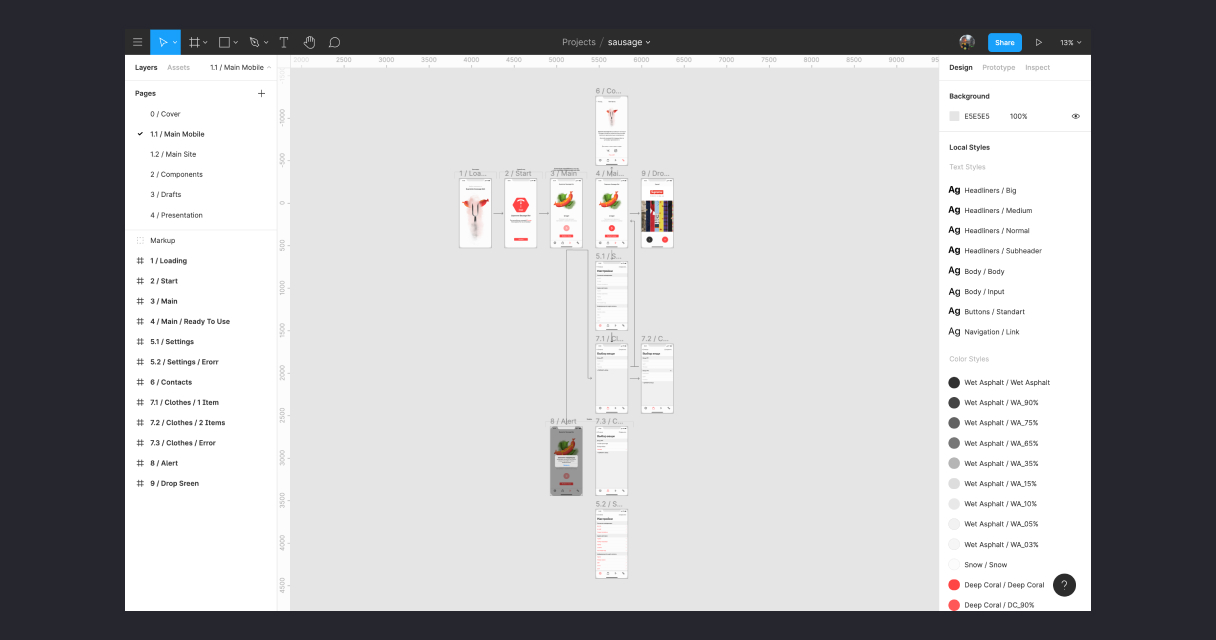 Projects / sausage
Share
13%
Layers
Assets
1.1 / Main Mobile
2000
2500
3000
3500
4000
4500
5000
5500
6000
6500
7000
7500
8000
8500
9000
95
Design
Prototype
Inspect
Pages
0 / Cover
1.1 / Main Mobile
1.2 / Main Site
2 / Components
3 / Drafts
4 / Presentation
Markup
1 / Loading
2 / Start
3 / Main
4 / Main / Ready To Use
5.1 / Settings
5.2 / Settings / Erorr
6 / Contacts
7.1 / Clothes / 1 Item
7.2 / Clothes / 2 Items
7.3 / Clothes / Error
8 / Alert
9 / Drop Sreen
-1000
-500
0
500
1000
1500
2000
2500
3000
3500
4000
4500
6 / Co...
1 / Loa...
2 / Start
3 / Main
4 / Mai...
9 / Dro...
5.1 / S...
Настройки
7.1 / Cl...
Выбор вещи
7.2 / C...
Выбор вещи
8 / Alert
7.3 / C...
Выбор вещи
5.2 / S...
Настройки
Background
E5E5E5
100%
Local Styles
Text Styles
Ag Headliners / Big
Ag Headliners / Medium
Ag Headliners / Normal
Ag Headliners / Subheader
Ag Body / Body
Ag Body / Input
Ag Buttons / Standart
Ag Navigation / Link
Color Styles
Wet Asphalt / Wet Asphalt
Wet Asphalt / WA_90%
Wet Asphalt / WA_75%
Wet Asphalt / WA_65%
Wet Asphalt / WA_35%
Wet Asphalt / WA_15%
Wet Asphalt / WA_10%
Wet Asphalt / WA_05%
Wet Asphalt / WA_03%
Snow / Snow
Deep Coral / Deep Coral
Deep Coral / DC_90%
?